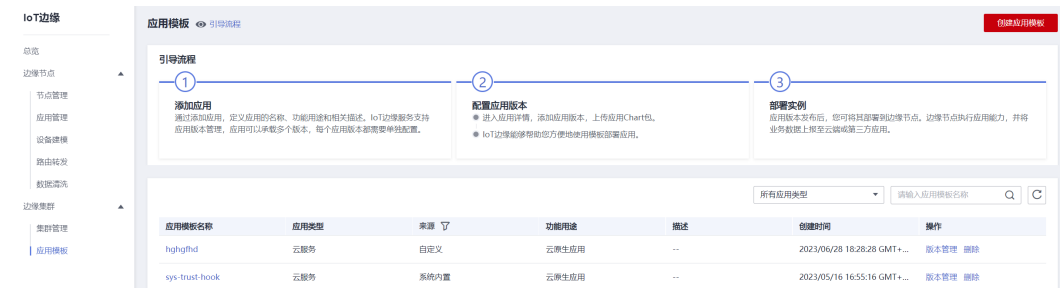 IoT边缘
总览
边缘节点
节点管理
应用管理
设备建模
路由转发
数据清洗
边缘集群
集群管理
应用模板
应用模板 引导流程
创建应用模板
引导流程
1
添加应用
通过添加应用，定义应用的名称、功能用途和相关描述。IoT边缘服务支持
应用版本管理，应用可以承载多个版本，每个应用版本都需要单独配置。
2
配置应用版本
进入应用详情，添加应用版本，上传应用Chart包。
IoT边缘能够帮助您方便地使用模板部署应用。
3
部署实例
应用版本发布后，您可将其部署到边缘节点。边缘节点执行应用能力，并将
业务数据上报至云端或第三方应用。
所有应用类型 请输入应用模板名称
应用模板名称 应用类型 来源 功能用途 描述 创建时间 操作
hghgfhd 云服务 自定义 云原生应用 -- 2023/06/28 18:28:28 GMT+... 版本管理 删除
sys-trust-hook 云服务 系统内置 云原生应用 -- 2023/05/16 16:55:16 GMT+... 版本管理 删除